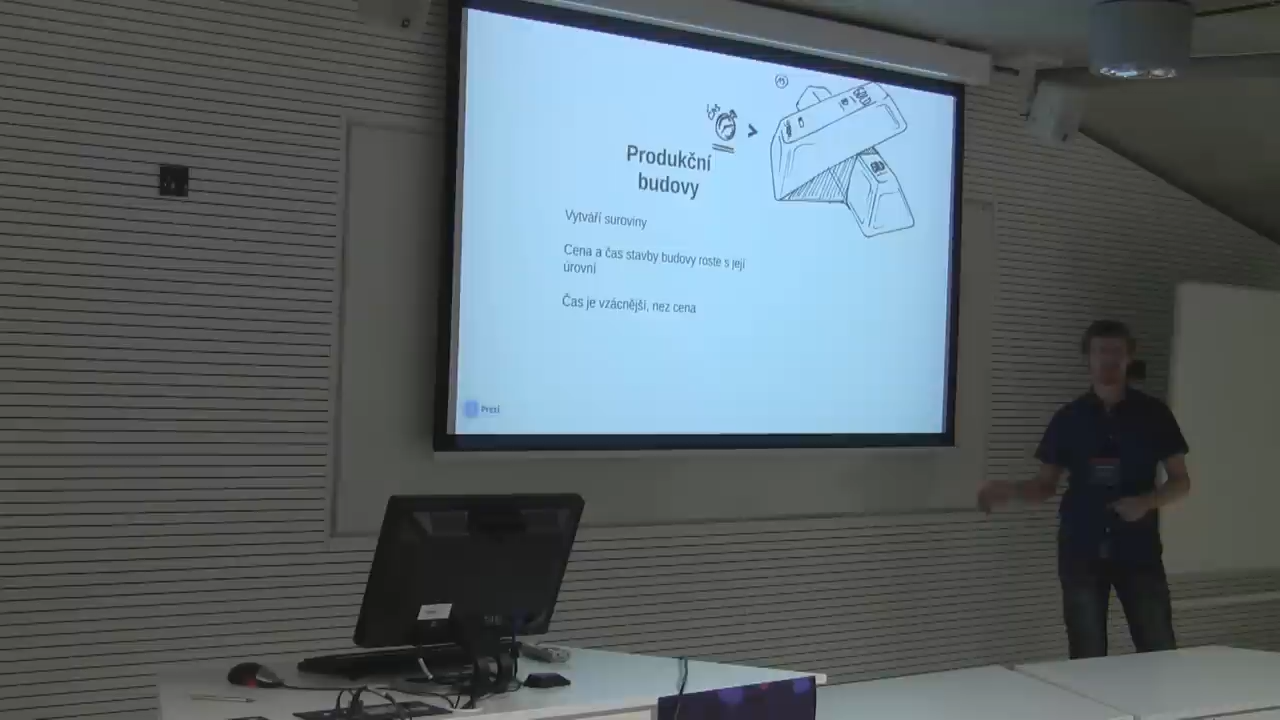 >
Produkční
budovy
Vytváří suroviny
Cena a čas stavby budovy roste s její
úrovní
Čas je vzácnější, nez cena
Prezi